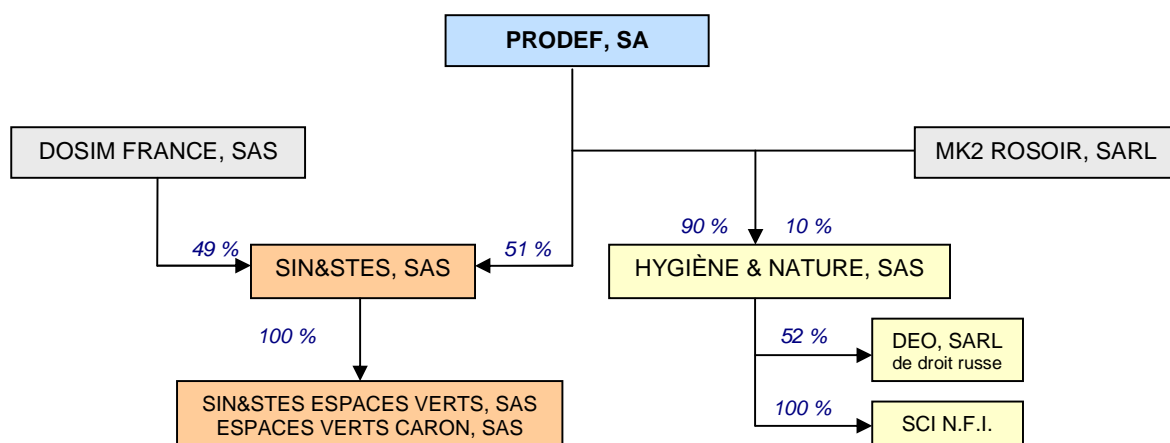 PRODEF, SA
DOSIM FRANCE, SAS
MK2 ROSOIR, SARL
49 %
51 %
90 %
10 %
SIN&STES, SAS
HYGIÈNE & NATURE, SAS
100 %
52 %
DEO, SARL
de droit russe
SIN&STES ESPACES VERTS, SAS
ESPACES VERTS CARON, SAS
100 %
SCI N.F.I.